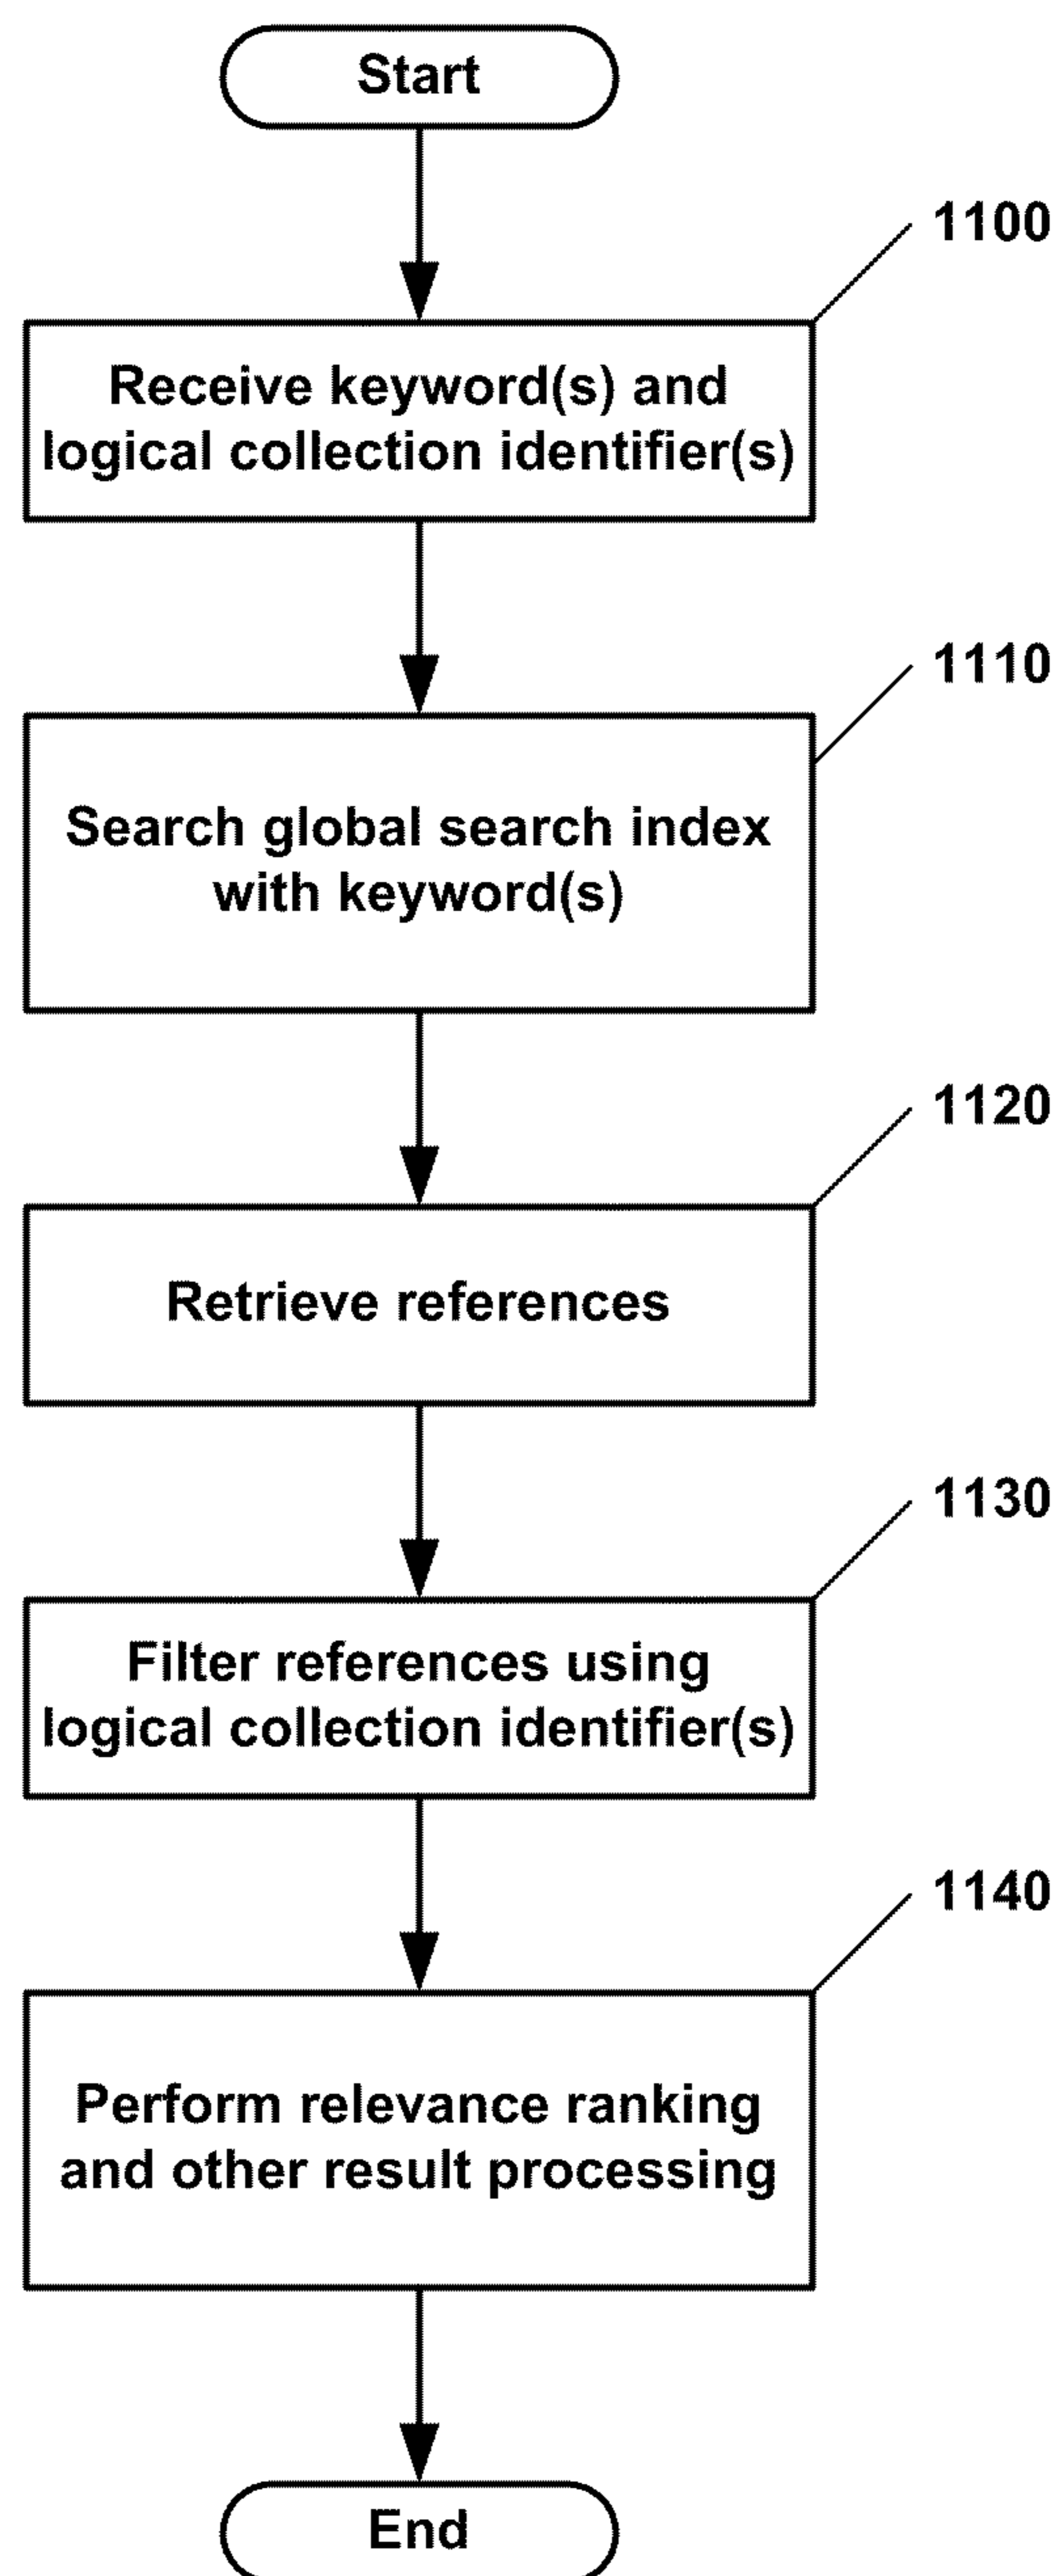 Start
1100
Receive keyword(s) and
logical collection identifier(s)
1110
Search global search index
with keyword(s)
1120
Retrieve references
1130
Filter references using
logical collection identifier(s)
1140
Perform relevance ranking
and other result processing
End